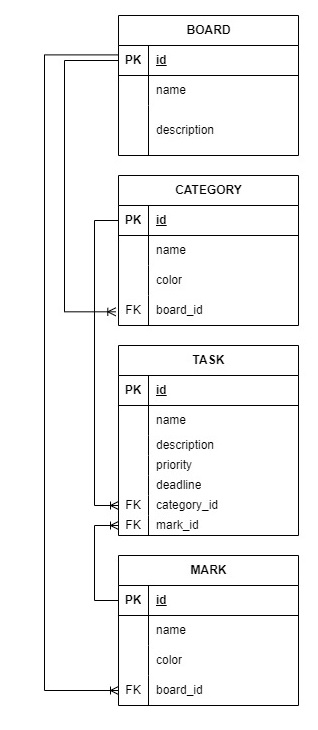 BOARD
PK id
name
description
CATEGORY
PK id
name
color
FK board_id
TASK
PK id
name
description
priority
deadline
FK category_id
FK mark_id
MARK
PK id
name
color
FK board_id